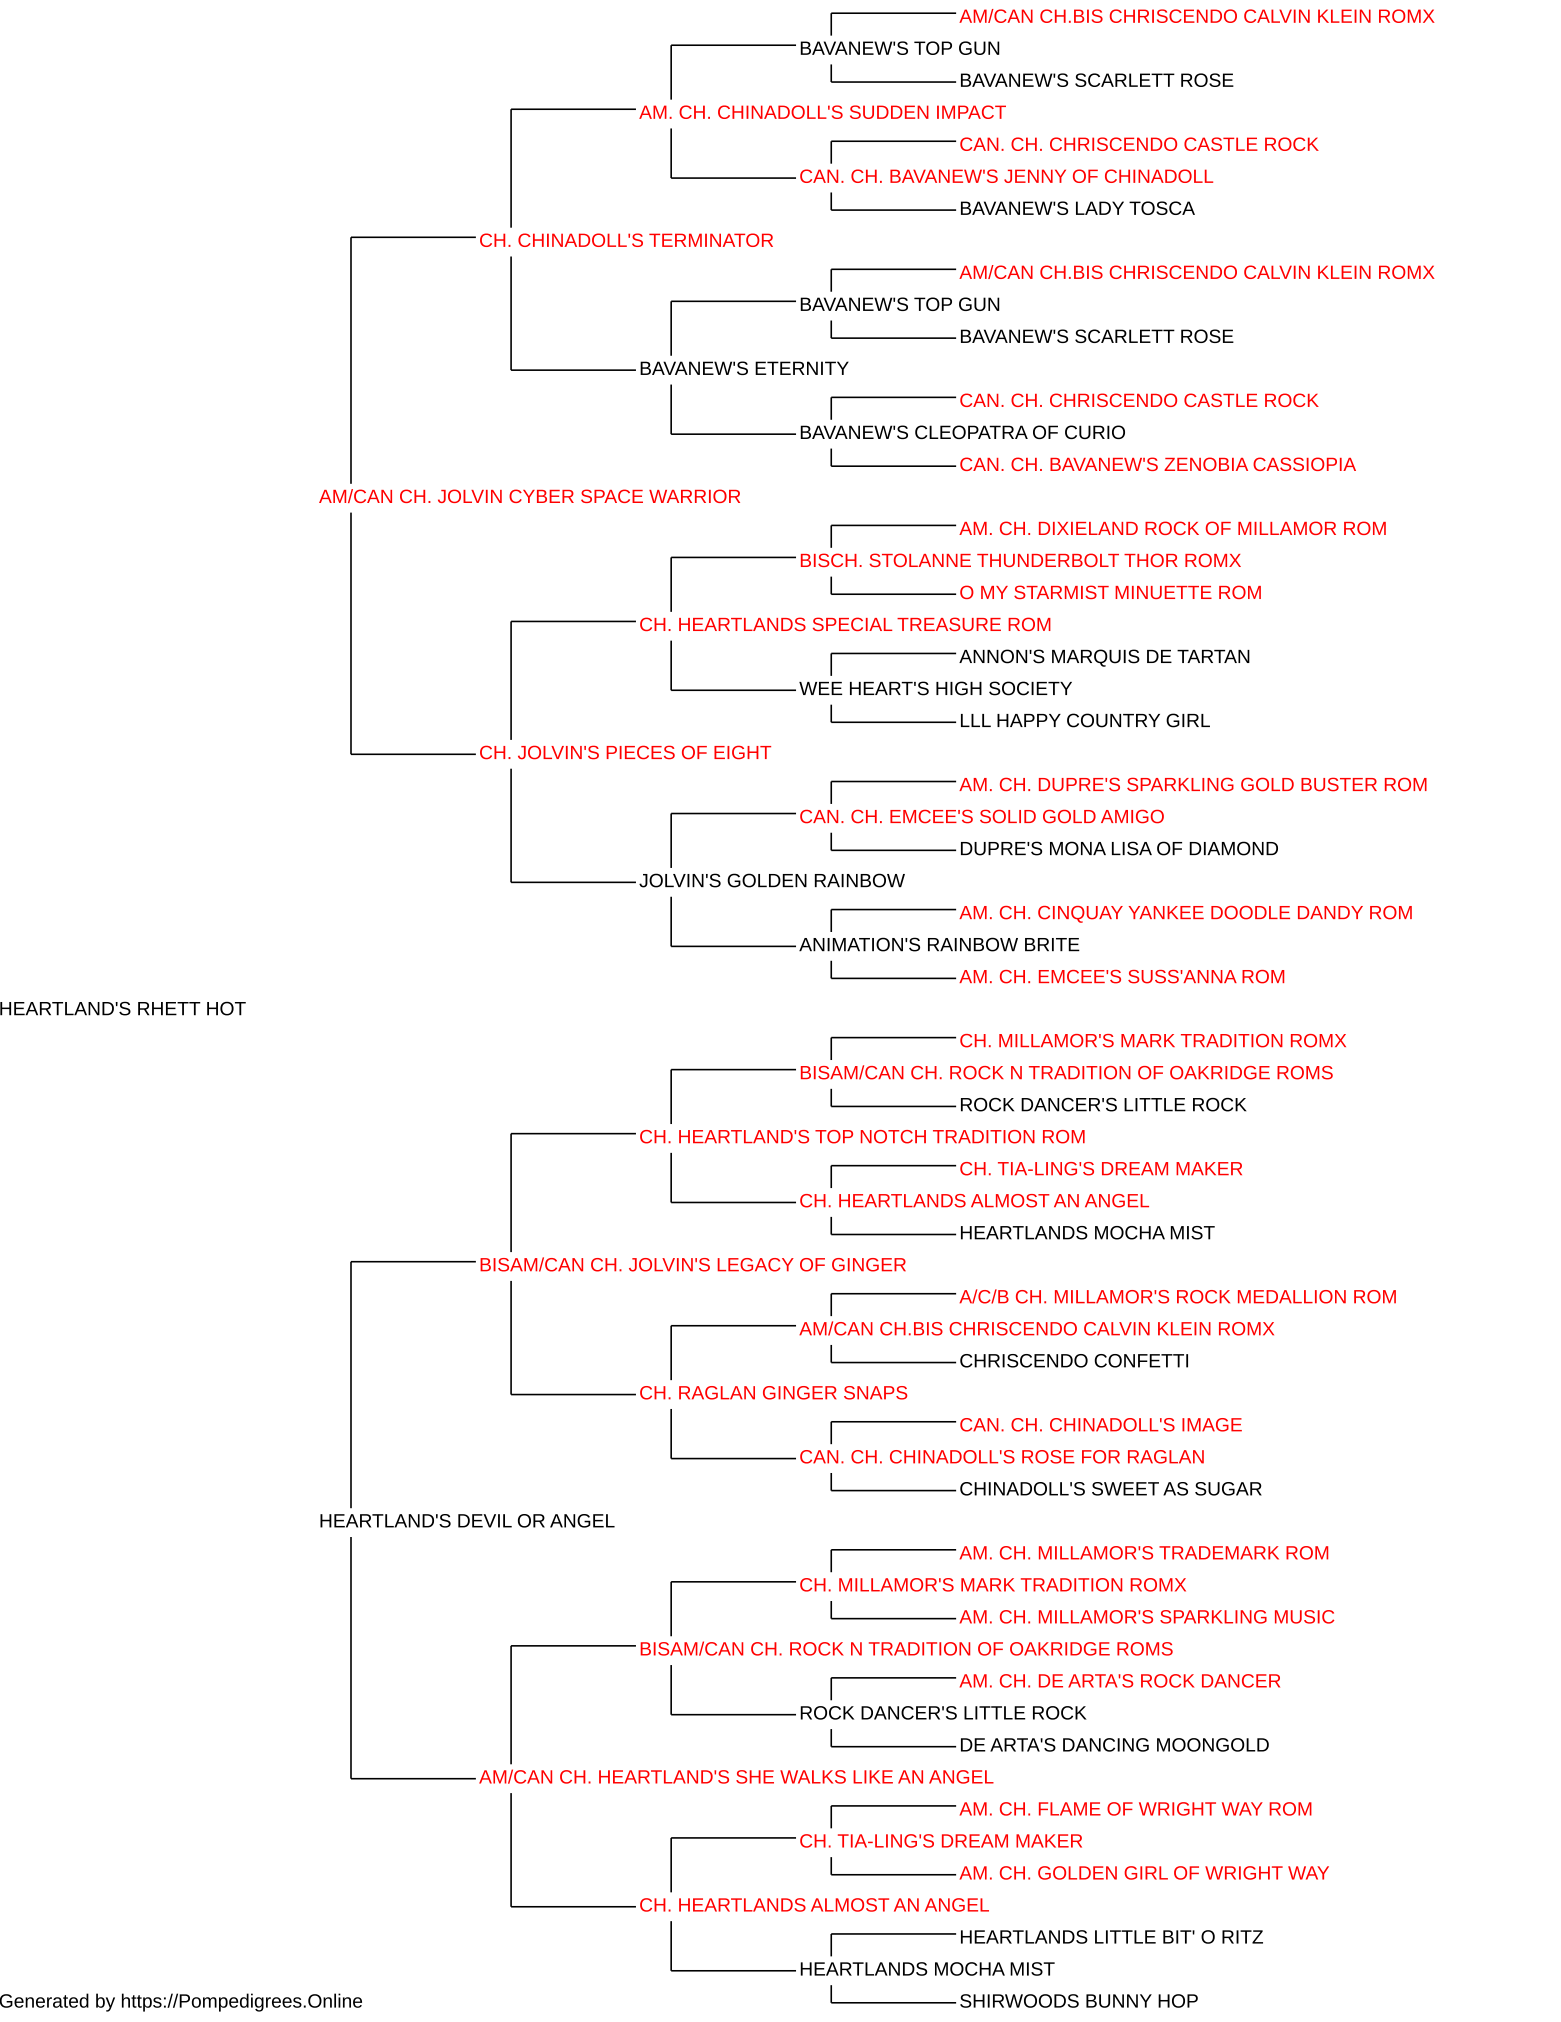 AM/CAN CH.BIS CHRISCENDO CALVIN KLEIN ROMX
BAVANEW'S TOP GUN
BAVANEW'S SCARLETT ROSE
AM. CH. CHINADOLL'S SUDDEN IMPACT
CAN. CH. CHRISCENDO CASTLE ROCK
CAN. CH. BAVANEW'S JENNY OF CHINADOLL
BAVANEW'S LADY TOSCA
CH. CHINADOLL'S TERMINATOR
AM/CAN CH.BIS CHRISCENDO CALVIN KLEIN ROMX
BAVANEW'S TOP GUN
BAVANEW'S SCARLETT ROSE
BAVANEW'S ETERNITY
CAN. CH. CHRISCENDO CASTLE ROCK
BAVANEW'S CLEOPATRA OF CURIO
CAN. CH. BAVANEW'S ZENOBIA CASSIOPIA
AM/CAN CH. JOLVIN CYBER SPACE WARRIOR
AM. CH. DIXIELAND ROCK OF MILLAMOR ROM
BISCH. STOLANNE THUNDERBOLT THOR ROMX
O MY STARMIST MINUETTE ROM
CH. HEARTLANDS SPECIAL TREASURE ROM
ANNON'S MARQUIS DE TARTAN
WEE HEART'S HIGH SOCIETY
LLL HAPPY COUNTRY GIRL
CH. JOLVIN'S PIECES OF EIGHT
AM. CH. DUPRE'S SPARKLING GOLD BUSTER ROM
CAN. CH. EMCEE'S SOLID GOLD AMIGO
DUPRE'S MONA LISA OF DIAMOND
JOLVIN'S GOLDEN RAINBOW
AM. CH. CINQUAY YANKEE DOODLE DANDY ROM
ANIMATION'S RAINBOW BRITE
AM. CH. EMCEE'S SUSS'ANNA ROM
HEARTLAND'S RHETT HOT
CH. MILLAMOR'S MARK TRADITION ROMX
BISAM/CAN CH. ROCK N TRADITION OF OAKRIDGE ROMS
ROCK DANCER'S LITTLE ROCK
CH. HEARTLAND'S TOP NOTCH TRADITION ROM
CH. TIA-LING'S DREAM MAKER
CH. HEARTLANDS ALMOST AN ANGEL
HEARTLANDS MOCHA MIST
BISAM/CAN CH. JOLVIN'S LEGACY OF GINGER
A/C/B CH. MILLAMOR'S ROCK MEDALLION ROM
AM/CAN CH.BIS CHRISCENDO CALVIN KLEIN ROMX
CHRISCENDO CONFETTI
CH. RAGLAN GINGER SNAPS
CAN. CH. CHINADOLL'S IMAGE
CAN. CH. CHINADOLL'S ROSE FOR RAGLAN
CHINADOLL'S SWEET AS SUGAR
HEARTLAND'S DEVIL OR ANGEL
AM. CH. MILLAMOR'S TRADEMARK ROM
CH. MILLAMOR'S MARK TRADITION ROMX
AM. CH. MILLAMOR'S SPARKLING MUSIC
BISAM/CAN CH. ROCK N TRADITION OF OAKRIDGE ROMS
AM. CH. DE ARTA'S ROCK DANCER
ROCK DANCER'S LITTLE ROCK
DE ARTA'S DANCING MOONGOLD
AM/CAN CH. HEARTLAND'S SHE WALKS LIKE AN ANGEL
AM. CH. FLAME OF WRIGHT WAY ROM
CH. TIA-LING'S DREAM MAKER
AM. CH. GOLDEN GIRL OF WRIGHT WAY
CH. HEARTLANDS ALMOST AN ANGEL
HEARTLANDS LITTLE BIT' O RITZ
HEARTLANDS MOCHA MIST
SHIRWOODS BUNNY HOP
Generated by https://Pompedigrees.Online